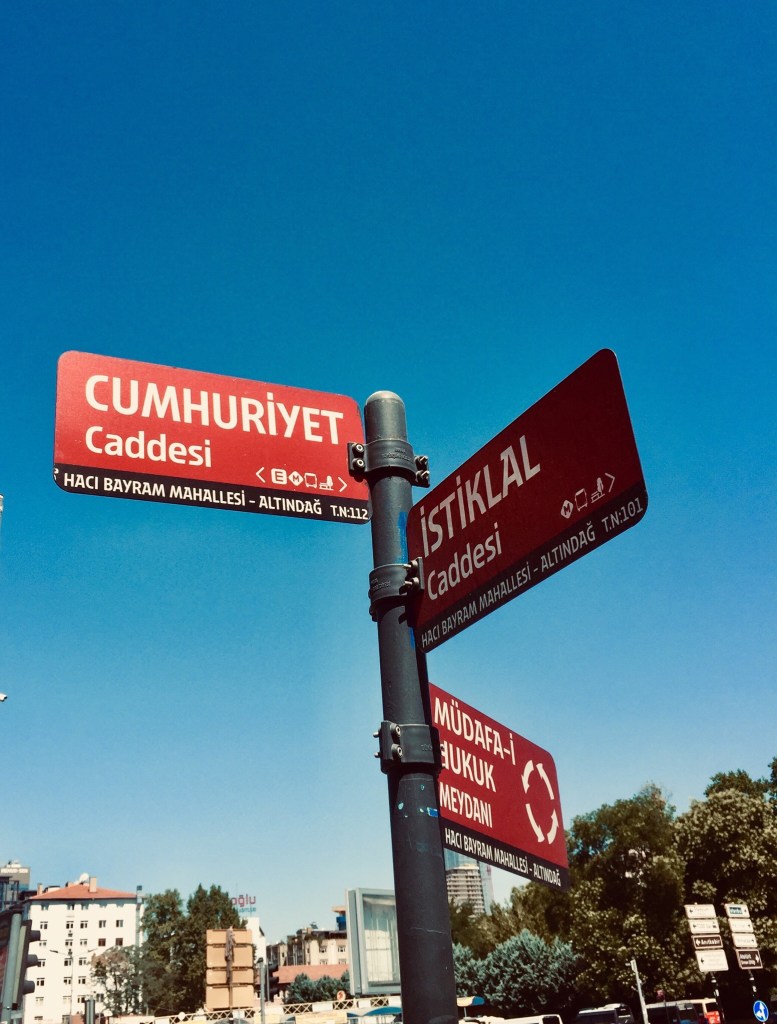 CUMHURİYET
Caddesi
HACI BAYRAM MAHALLESİ - ALTINDAĞ T.N:112
İSTİKLAL
Caddesi
HACI BAYRAM MAHALLESİ - ALTINDAĞ T.N:101
MÜDAFA-İ
HUKUK
MEYDANI
HACI BAYRAM MAHALLESİ - ALTINDAĞ